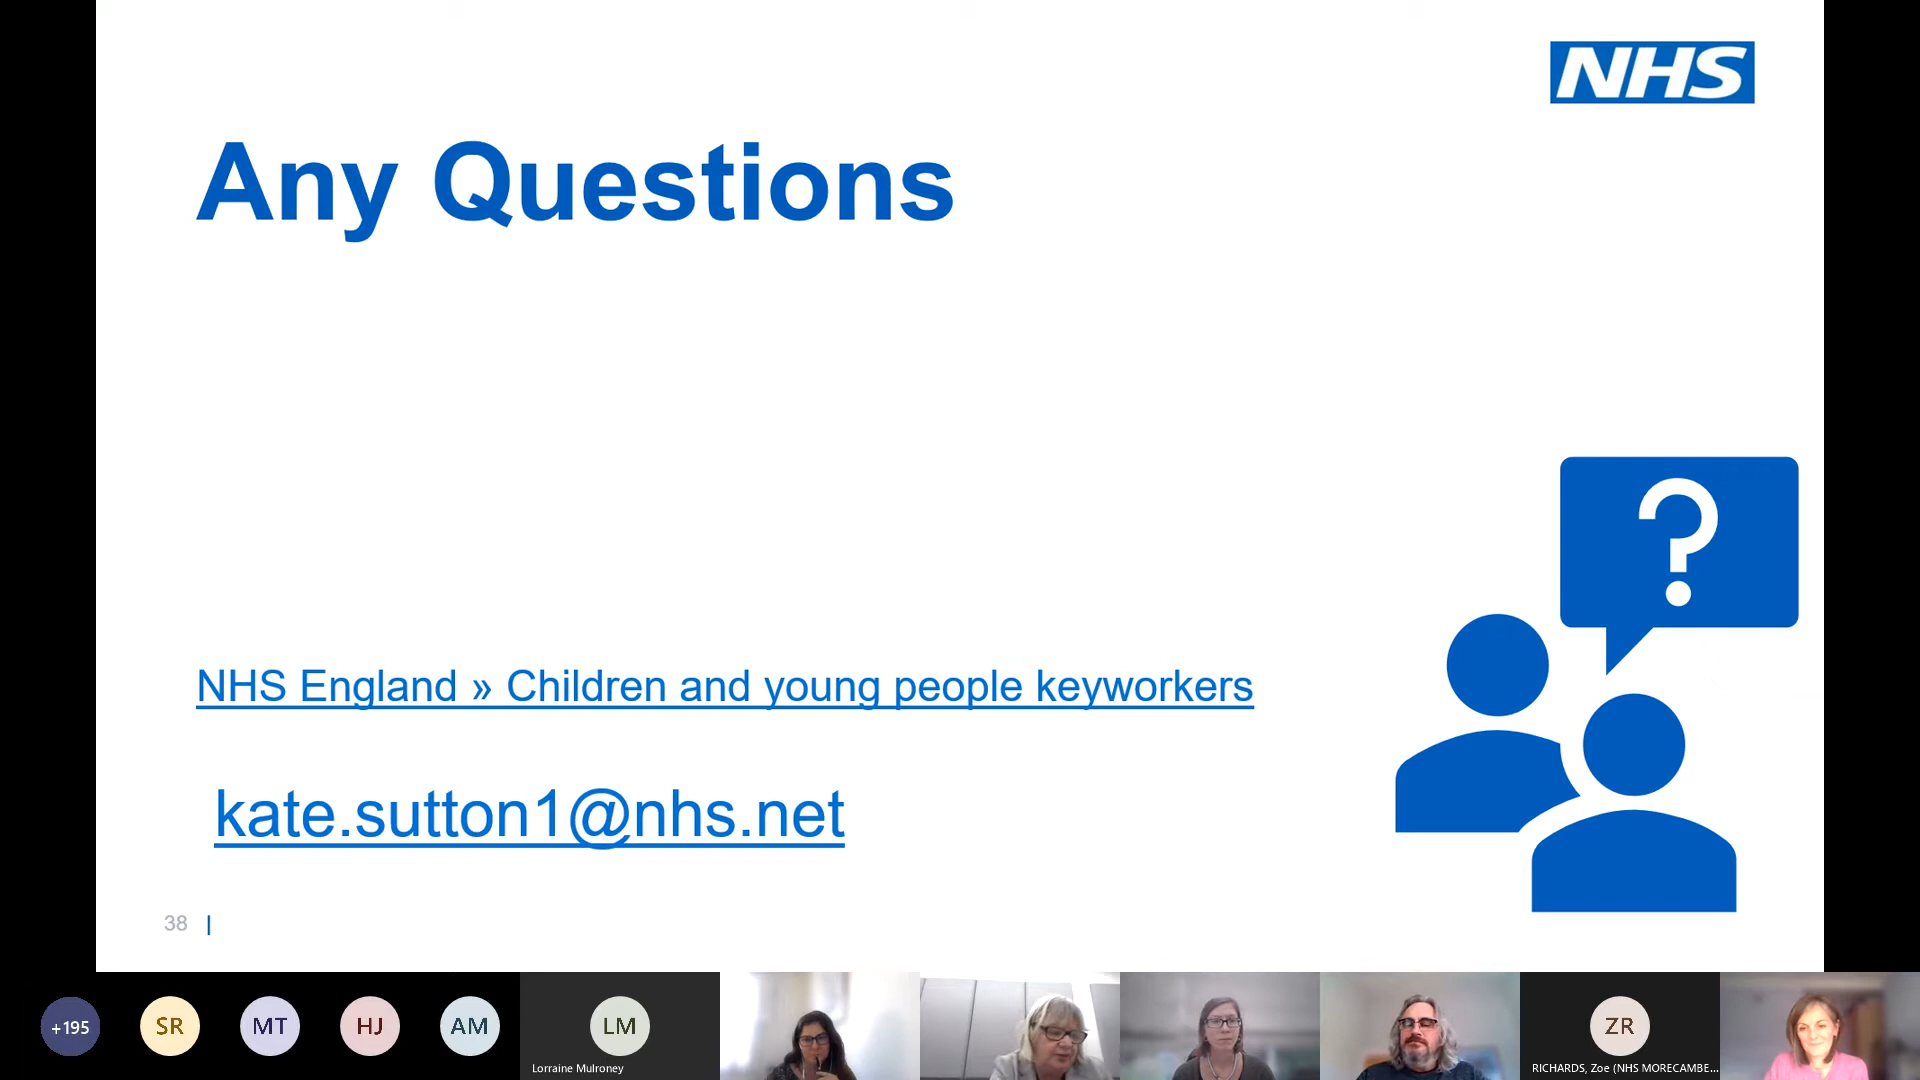 NHS
Any Questions
?
NHS England » Children and young people keyworkers
kate.sutton1@nhs.net
38 |
+195
SR
MT
HJ
AM
LM
Lorraine Mulroney
ZR
RICHARDS, Zoe (NHS MORECAMBE...